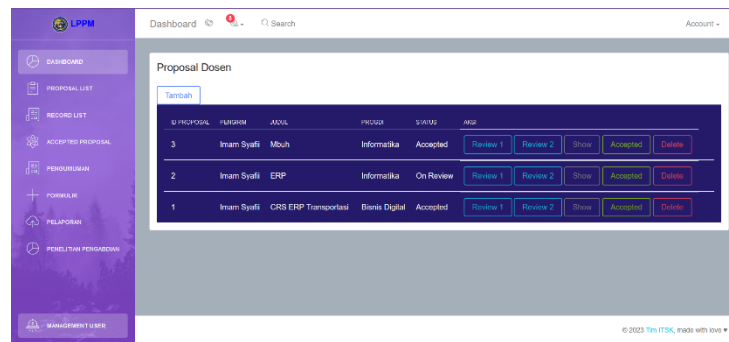 LPPM
Dashboard
Search
Account
DASHBOARD
PROPOSAL LIST
RECORD LIST
ACCEPTED PROPOSAL
PENGUMUMAN
FORMULIR
PELAPORAN
PENELITIAN PENGABDIAN
MANAGEMENT USER
Proposal Dosen
Tambah
ID PROPOSAL PENGIRIM JUDUL PRODI STATUS AKSI
3 Imam Syafii Mbuh Informatika Accepted Review 1 Review 2 Show Accepted Delete
2 Imam Syafii ERP Informatika On Review Review 1 Review 2 Show Accepted Delete
1 Imam Syafii CRS ERP Transportasi Bisnis Digital Accepted Review 1 Review 2 Show Accepted Delete
© 2023 Tim ITSK, made with love ♥